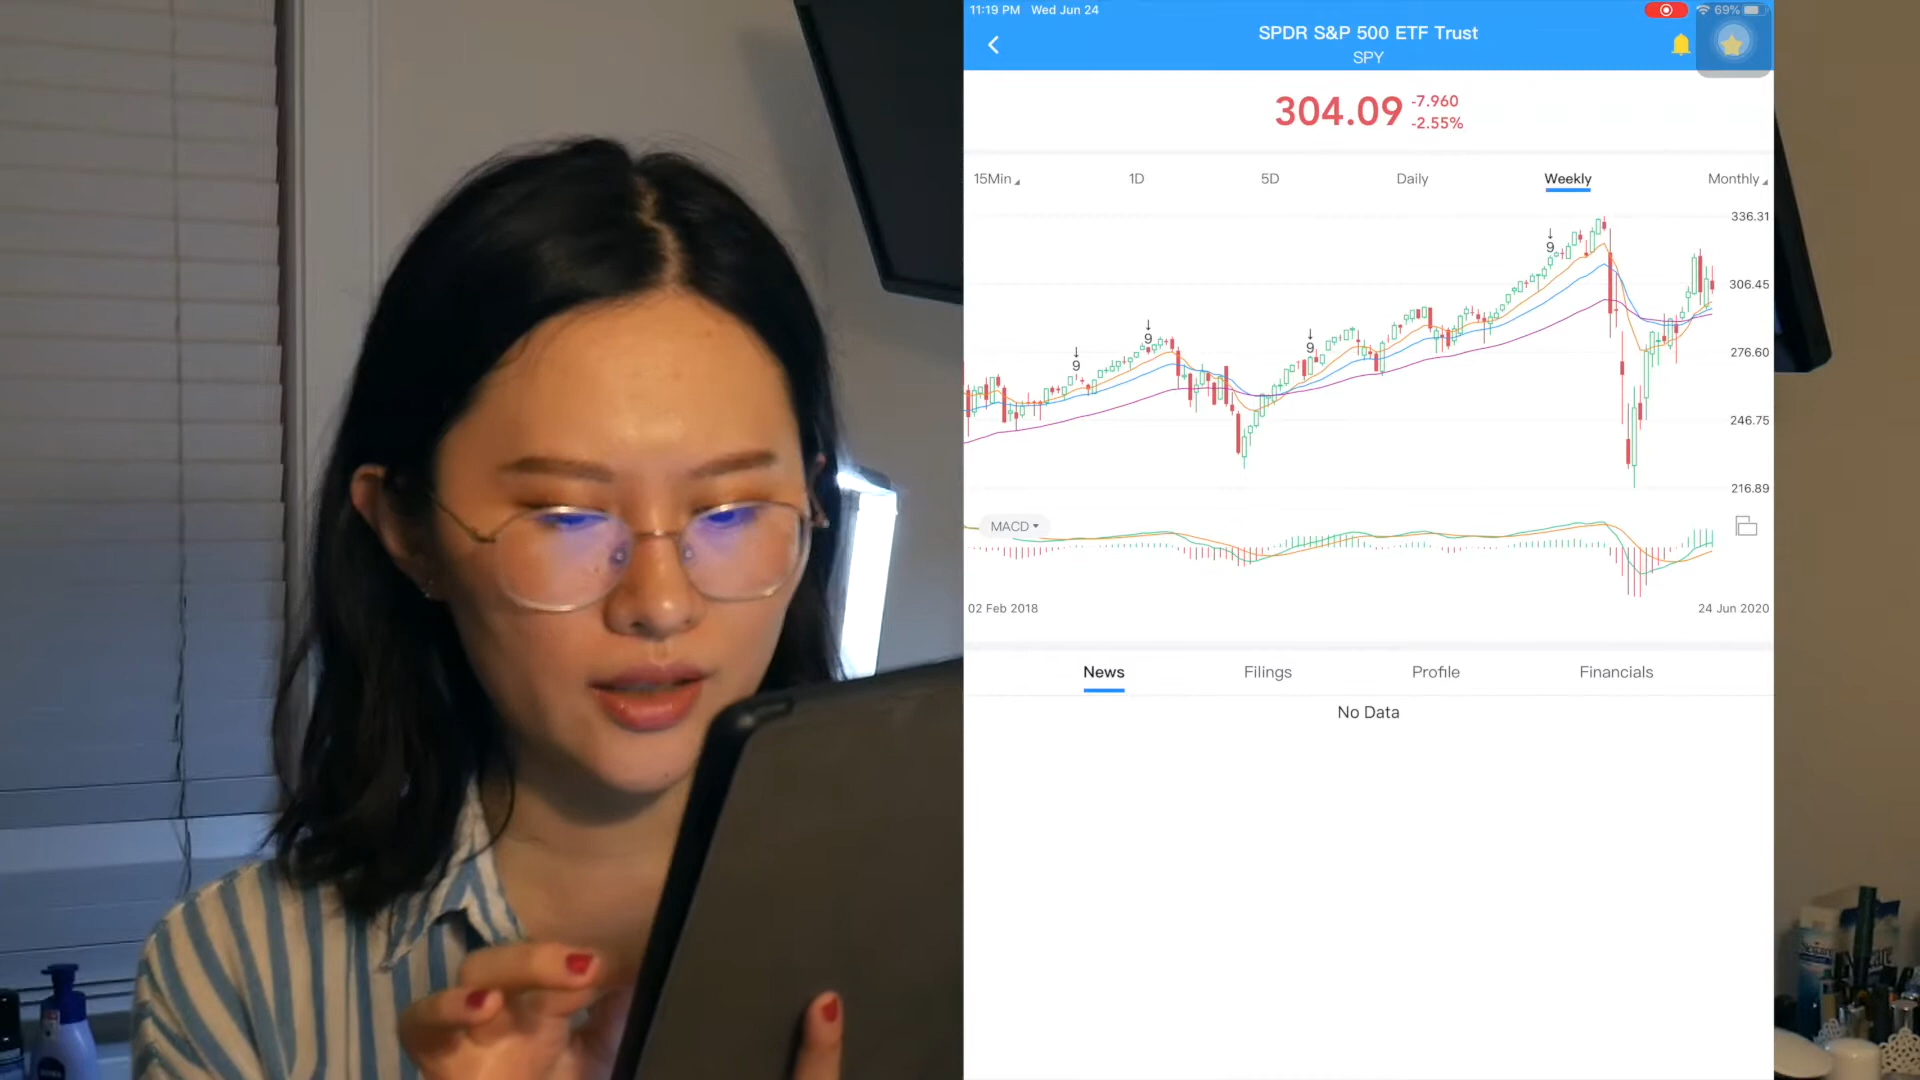 11:19 PM Wed Jun 24
69%
SPDR S&P 500 ETF Trust
SPY
304.09
-7.960
-2.55%
15Min 1D 5D Daily Weekly Monthly
336.31
306.45
276.60
246.75
216.89
9
9
9
9
MACD
02 Feb 2018 24 Jun 2020
News Filings Profile Financials
No Data